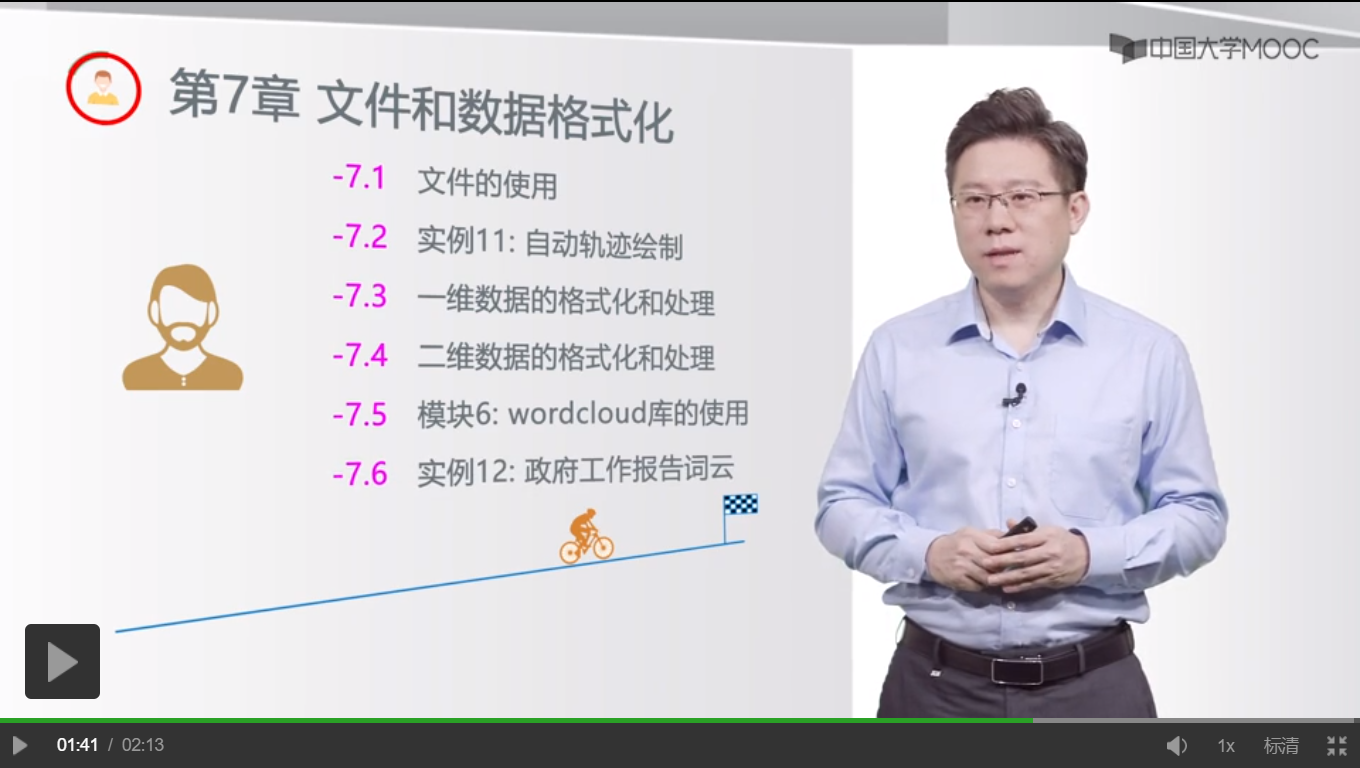 中国大学MOOC
第7章 文件和数据格式化
-7.1 文件的使用
-7.2 实例11: 自动轨迹绘制
-7.3 一维数据的格式化和处理
-7.4 二维数据的格式化和处理
-7.5 模块6: wordcloud库的使用
-7.6 实例12: 政府工作报告词云
01:41 / 02:13 1x 标清